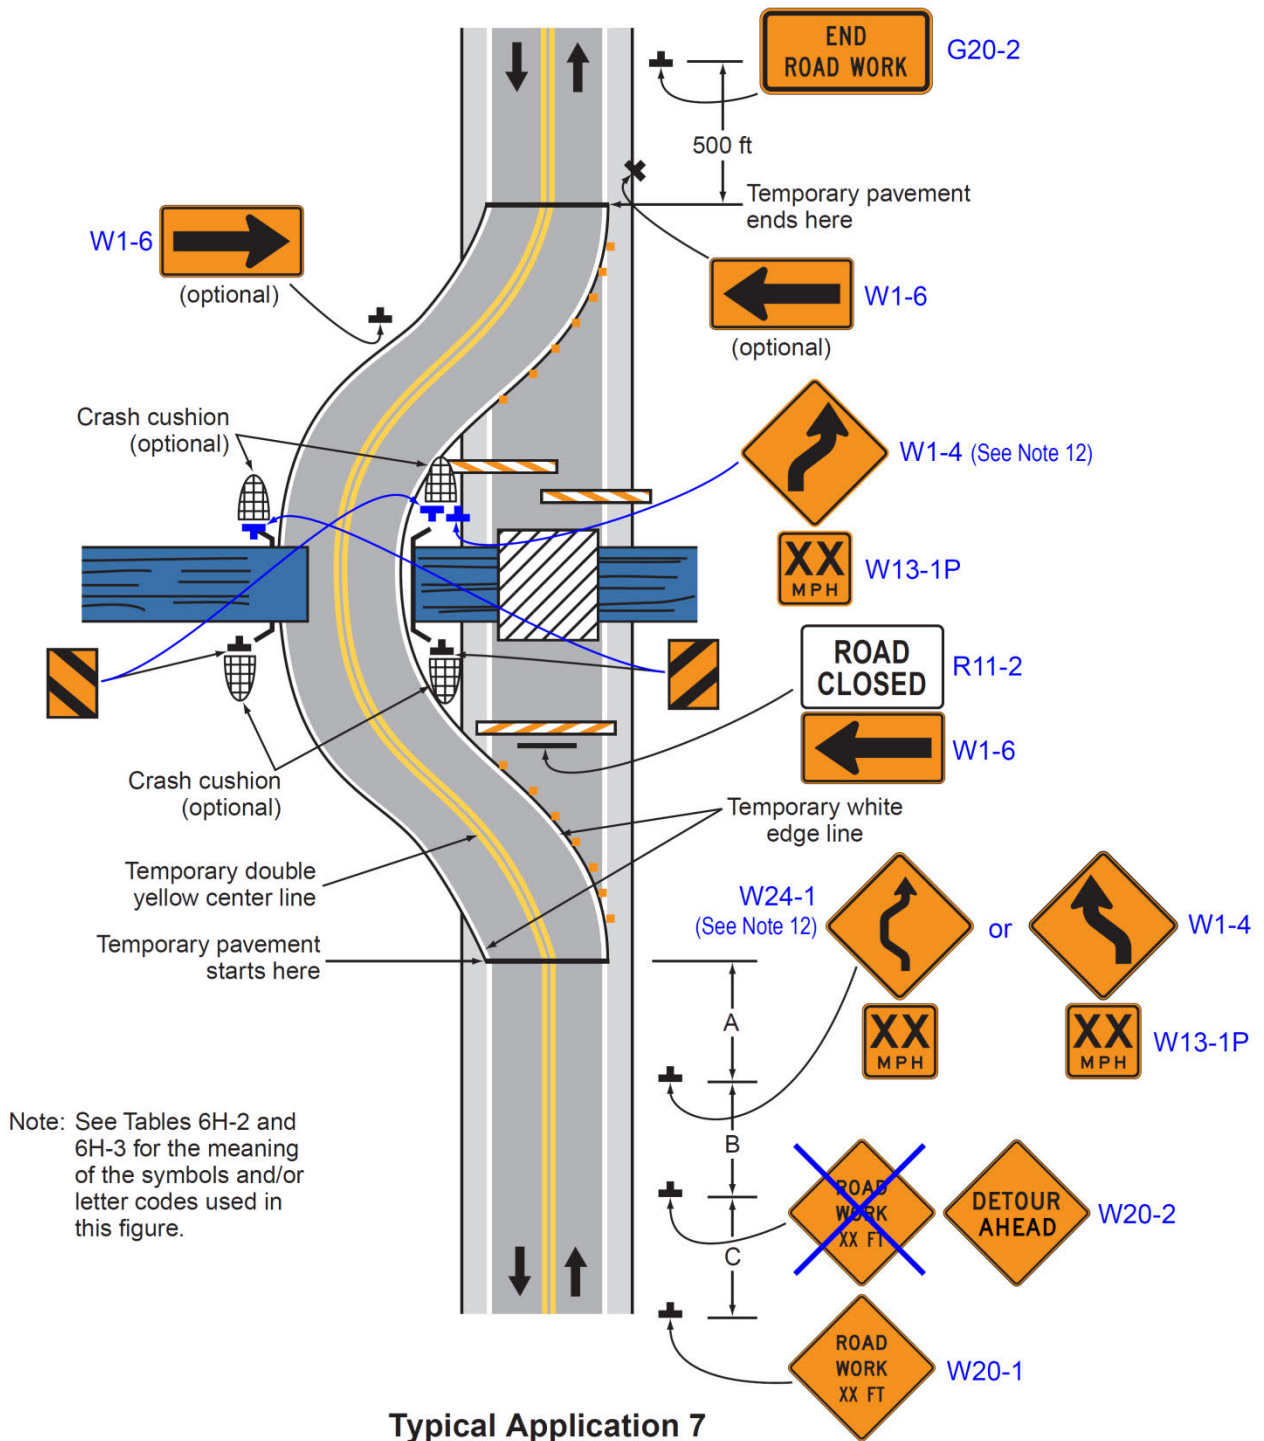 END
ROAD WORK
G20-2
500 ft
Temporary pavement
ends here
W1-6
(optional)
W1-6
(optional)
Crash cushion
(optional)
W1-4 (See Note 12)
XX
MPH
W13-1P
ROAD
CLOSED
R11-2
W1-6
Crash cushion
(optional)
Temporary white
edge line
Temporary double
yellow center line
W24-1
(See Note 12)
or
W1-4
Temporary pavement
starts here
A
XX
MPH
XX
MPH
W13-1P
Note: See Tables 6H-2 and
6H-3 for the meaning
of the symbols and/or
letter codes used in
this figure.
B
ROAD
WORK
XX FT
DETOUR
AHEAD
W20-2
C
ROAD
WORK
XX FT
W20-1
Typical Application 7